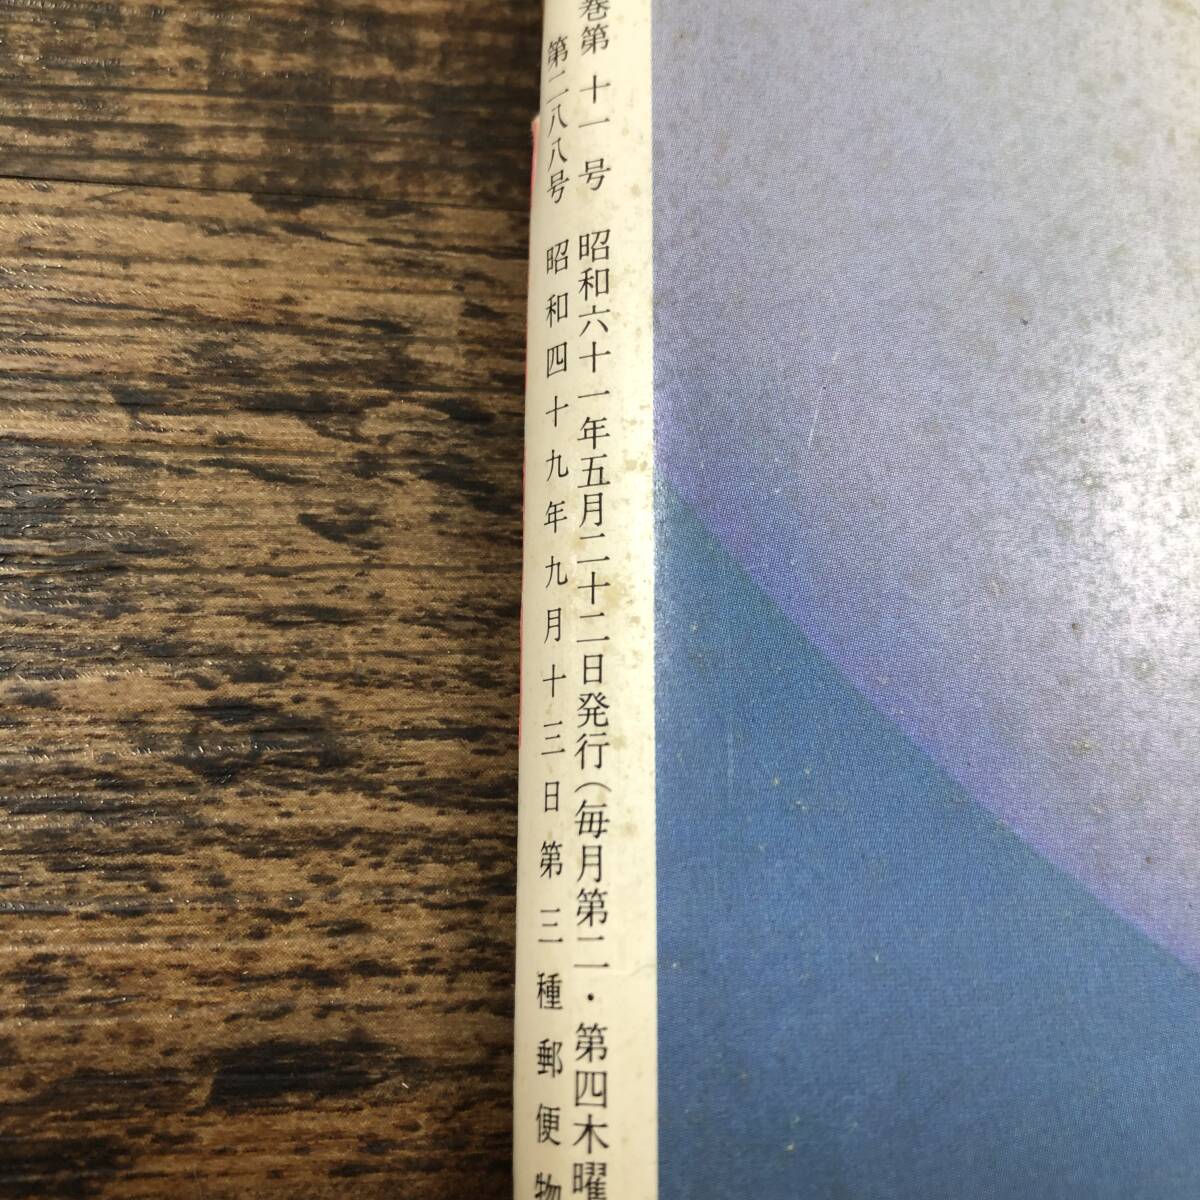 巻第十一号 昭和六十一年五月二十二日発行(毎月第二・第四木曜
第二八八号 昭和四十九年九月十三日第三種郵便物